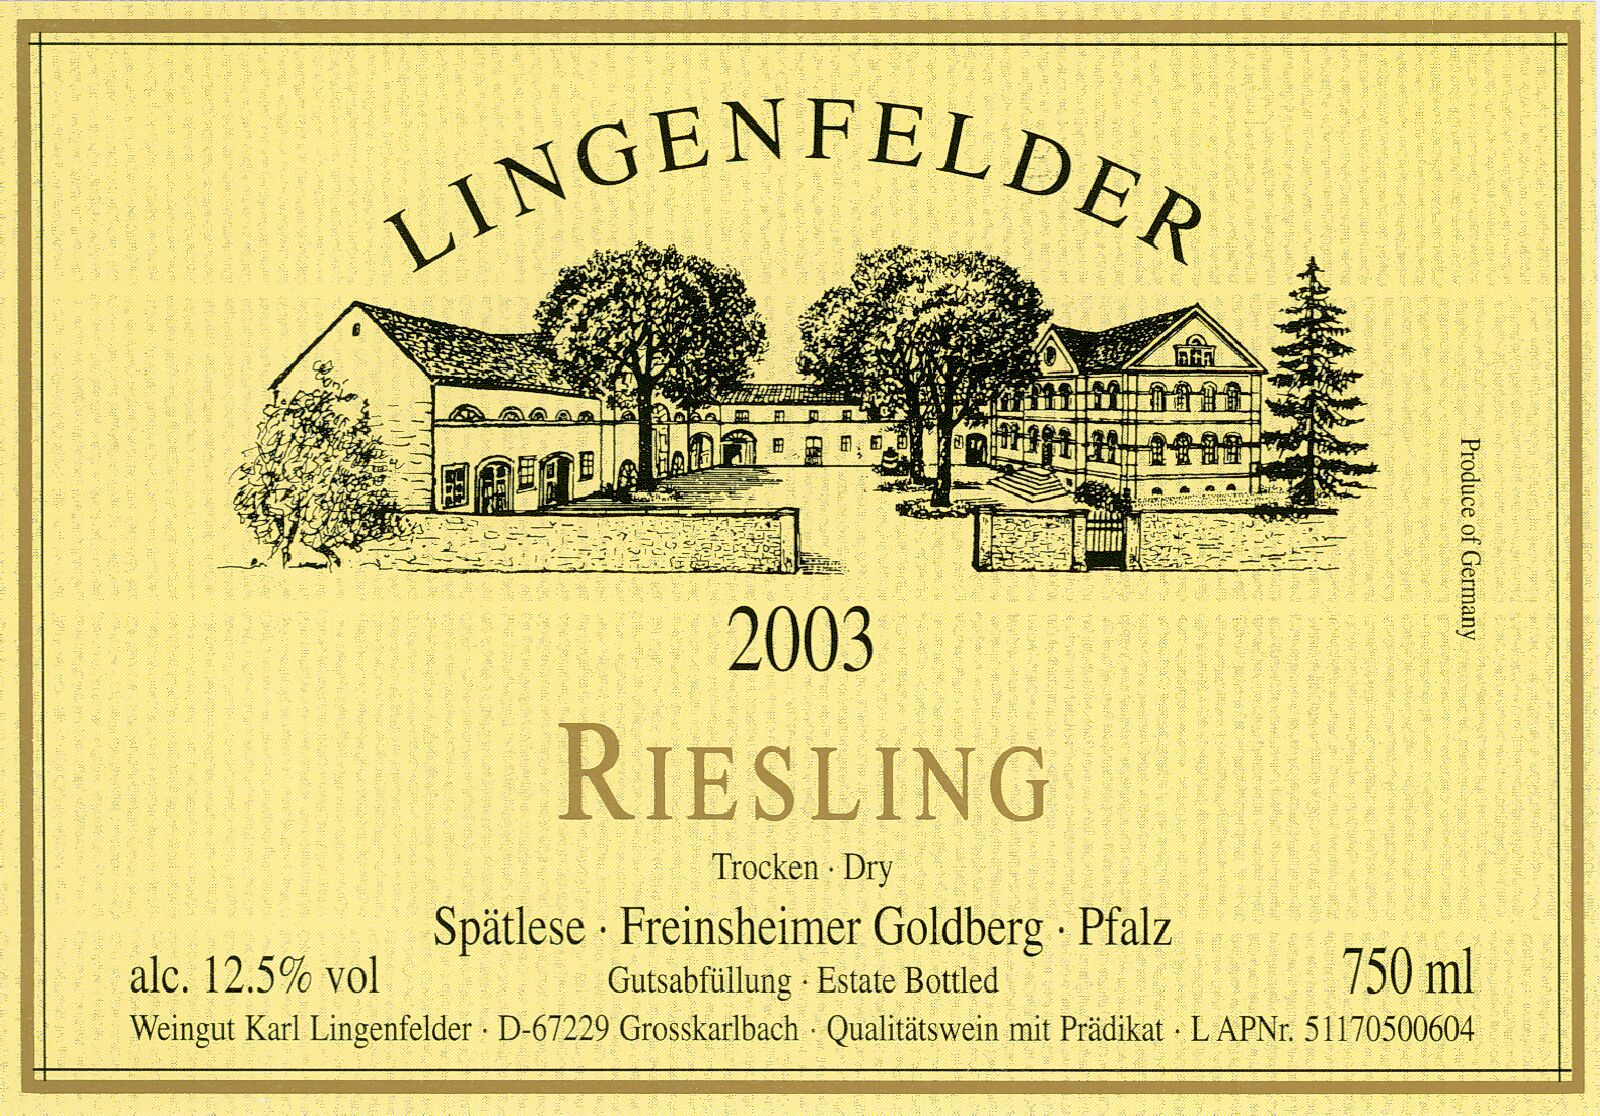 LINGENFELDER
Produce of Germany
2003
RIESLING
Trocken · Dry
Spätlese · Freinsheimer Goldberg · Pfalz
alc. 12.5% vol
Gutsabfüllung · Estate Bottled
750 ml
Weingut Karl Lingenfelder · D-67229 Grosskarlbach · Qualitätswein mit Prädikat · L APNr. 51170500604